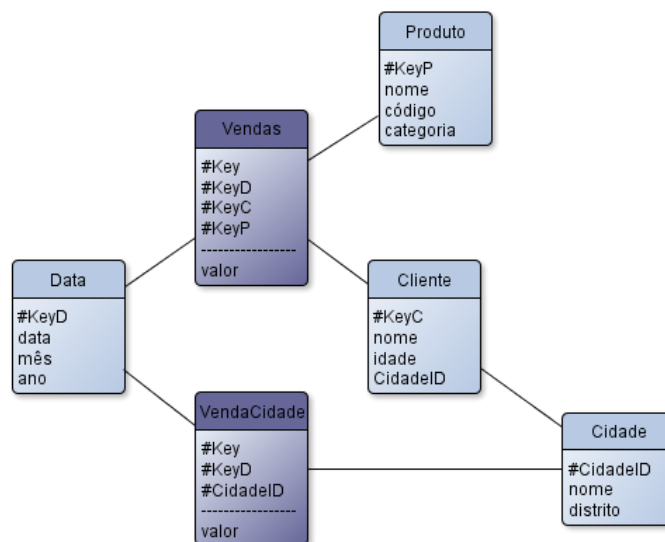 Produto
#KeyP
nome
código
categoria
Vendas
#Key
#KeyD
#KeyC
#KeyP
-----------------
valor
Data
#KeyD
data
mês
ano
Cliente
#KeyC
nome
idade
CidadeID
VendaCidade
#Key
#KeyD
#CidadeID
-----------------
valor
Cidade
#CidadeID
nome
distrito